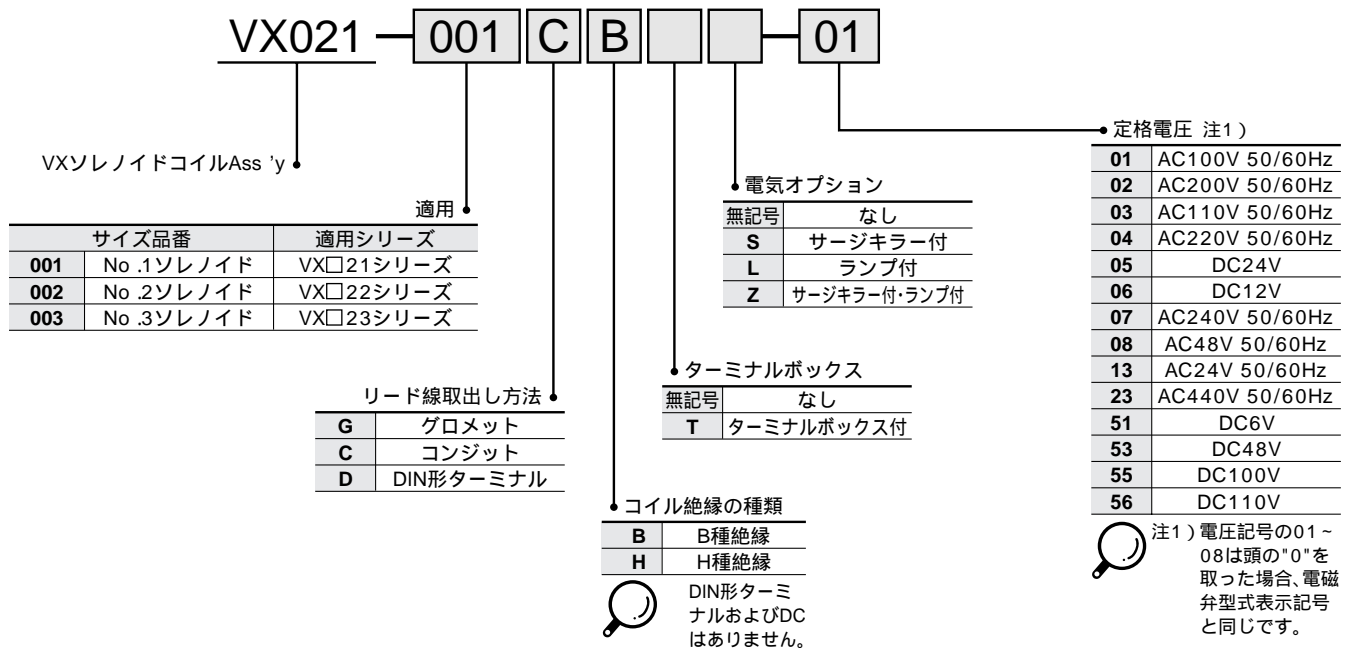 VX021 - 001 C B - 01
VXソレノイドコイルAss 'y
適用
サイズ品番 適用シリーズ
001 No .1ソレノイド VX□21シリーズ
002 No .2ソレノイド VX□22シリーズ
003 No .3ソレノイド VX□23シリーズ
リード線取出し方法
G グロメット
C コンジット
D DIN形ターミナル
コイル絶縁の種類
B B種絶縁
H H種絶縁
DIN形ターミ
ナルおよびDC
はありません。
ターミナルボックス
無記号 なし
T ターミナルボックス付
電気オプション
無記号 なし
S サージキラー付
L ランプ付
Z サージキラー付・ランプ付
定格電圧 注1)
01 AC100V 50/60Hz
02 AC200V 50/60Hz
03 AC110V 50/60Hz
04 AC220V 50/60Hz
05 DC24V
06 DC12V
07 AC240V 50/60Hz
08 AC48V 50/60Hz
13 AC24V 50/60Hz
23 AC440V 50/60Hz
51 DC6V
53 DC48V
55 DC100V
56 DC110V
注1)電圧記号の01~
08は頭の"0"を
取った場合、電磁
弁型式表示記号
と同じです。